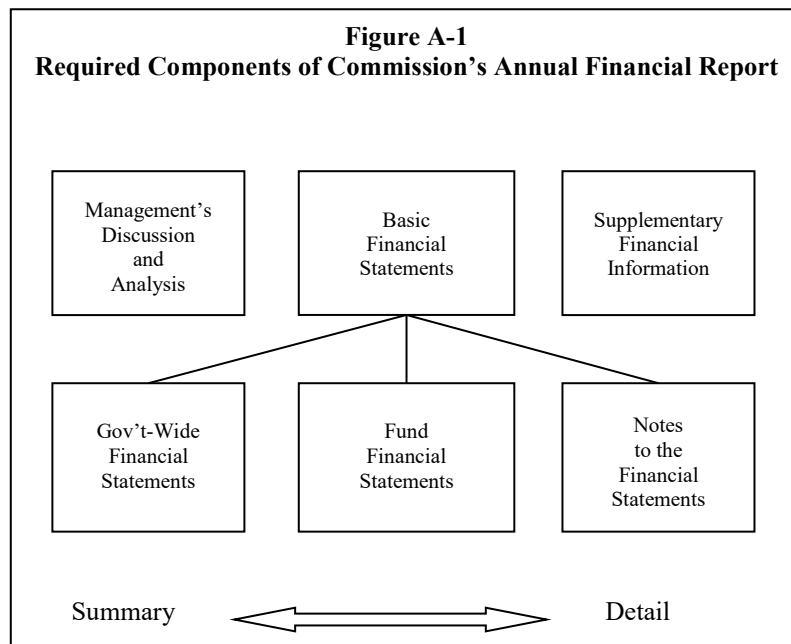 Figure A-1
Required Components of Commission’s Annual Financial Report
Management’s
Discussion
and
Analysis
Basic
Financial
Statements
Supplementary
Financial
Information
Gov’t-Wide
Financial
Statements
Fund
Financial
Statements
Notes
to the
Financial
Statements
Summary
Detail